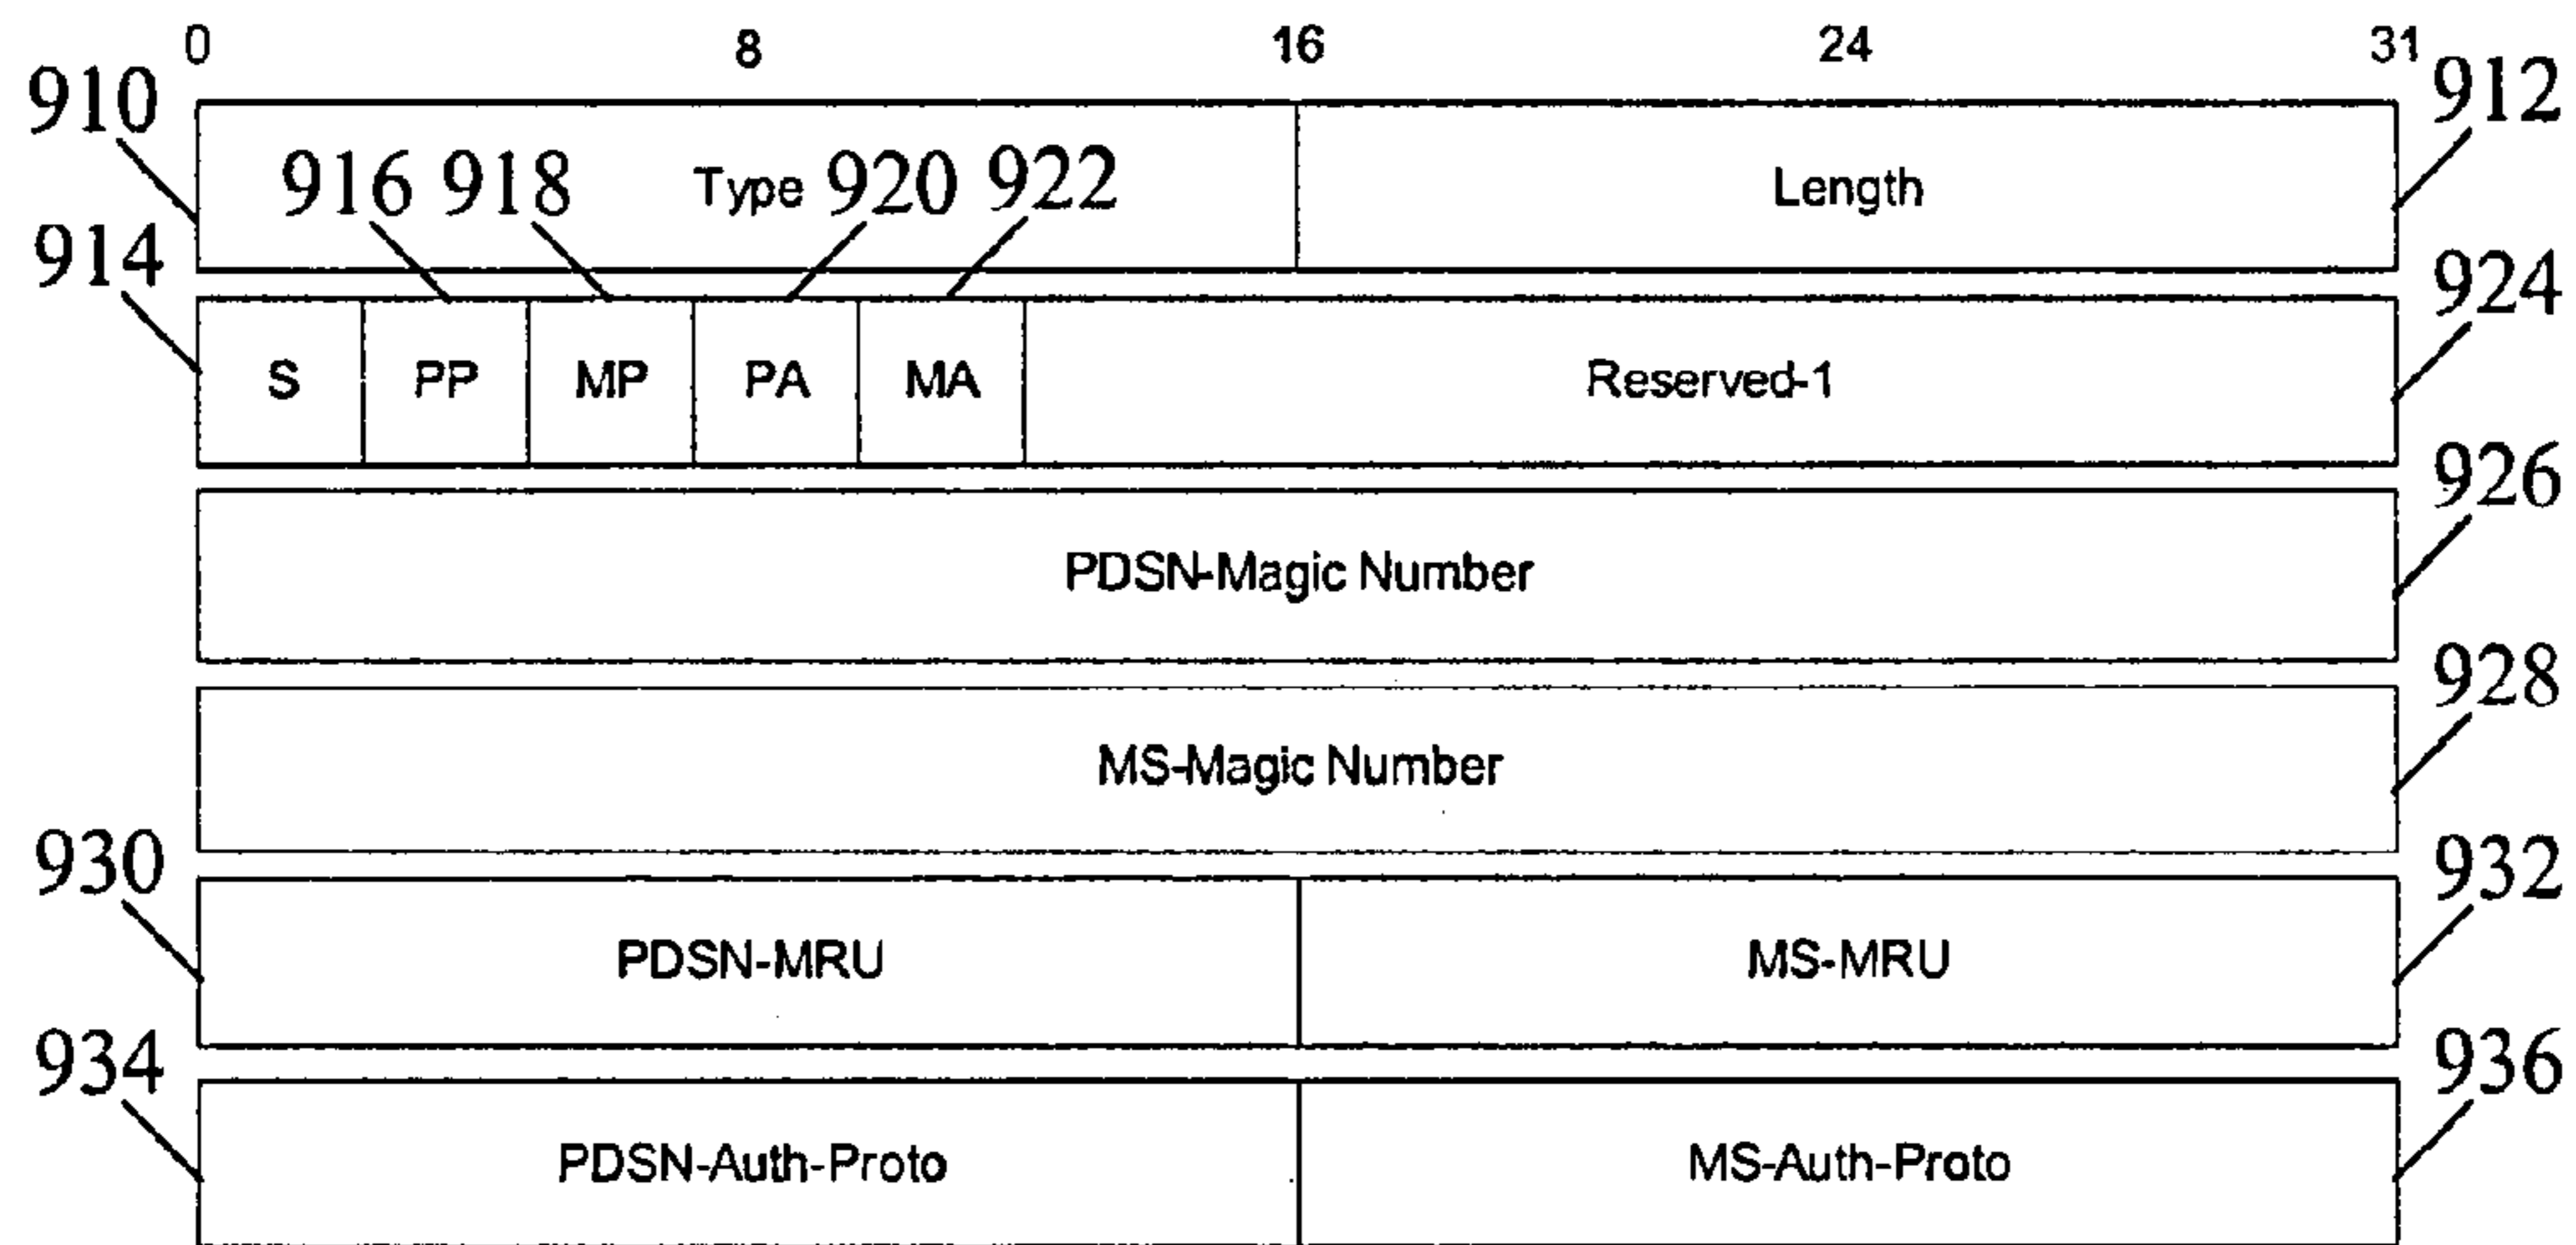 0 8 16 24 31
910 912
916 918 Type 920 922 Length
914 924
S PP MP PA MA Reserved-1
926
PDSN-Magic Number
928
MS-Magic Number
930 932
PDSN-MRU MS-MRU
934 936
PDSN-Auth-Proto MS-Auth-Proto